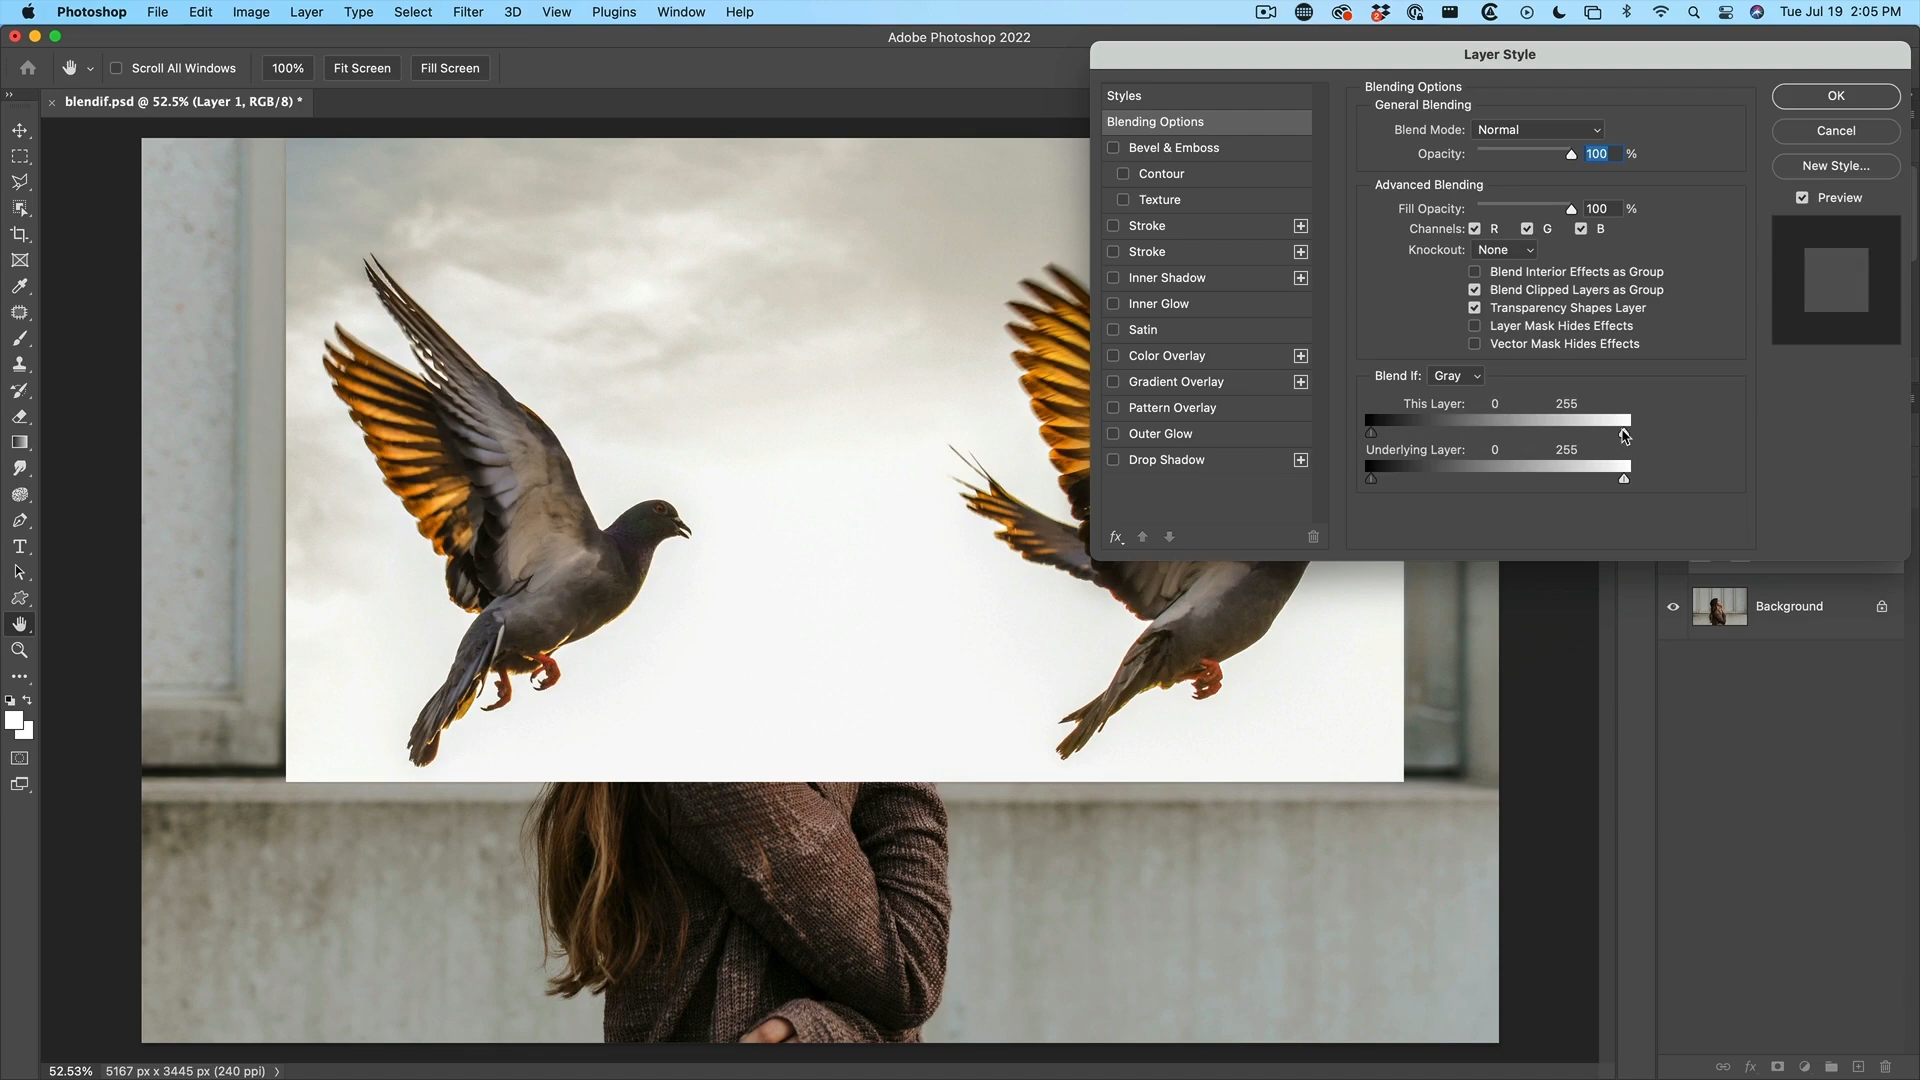 Photoshop File Edit Image Layer Type Select Filter 3D View Plugins Window Help
2
Tue Jul 19 2:05 PM
Adobe Photoshop 2022
Scroll All Windows 100% Fit Screen Fill Screen
× blendif.psd @ 52.5% (Layer 1, RGB/8) *
Layer Style
Styles
Blending Options
Bevel & Emboss
Contour
Texture
Stroke
Stroke
Inner Shadow
Inner Glow
Satin
Color Overlay
Gradient Overlay
Pattern Overlay
Outer Glow
Drop Shadow
fx
Blending Options
General Blending
Blend Mode: Normal
Opacity: 100 %
Advanced Blending
Fill Opacity: 100 %
Channels: R G B
Knockout: None
Blend Interior Effects as Group
Blend Clipped Layers as Group
Transparency Shapes Layer
Layer Mask Hides Effects
Vector Mask Hides Effects
Blend If: Gray
This Layer: 0 255
Underlying Layer: 0 255
OK
Cancel
New Style...
Preview
Background
52.53% 5167 px x 3445 px (240 ppi)
fx